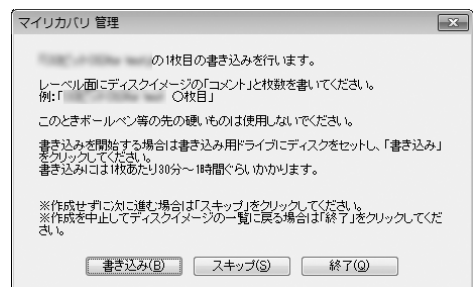 マイリカバリ 管理
の1枚目の書き込みを行います。
レーベル面にディスクイメージの「コメント」と枚数を書いてください。
例:「 〇枚目」
このときボールペン等の先の硬いものは使用しないでください。
書き込みを開始する場合は書き込み用ドライブにディスクをセットし、「書き込み」
をクリックしてください。
書き込みには1枚あたり30分～1時間ぐらいかかります。
※作成せずに次に進む場合は「スキップ」をクリックしてください。
※作成を中止してディスクイメージの一覧に戻る場合は「終了」をクリックしてくだ
さい。
書き込み(B) スキップ(S) 終了(Q)